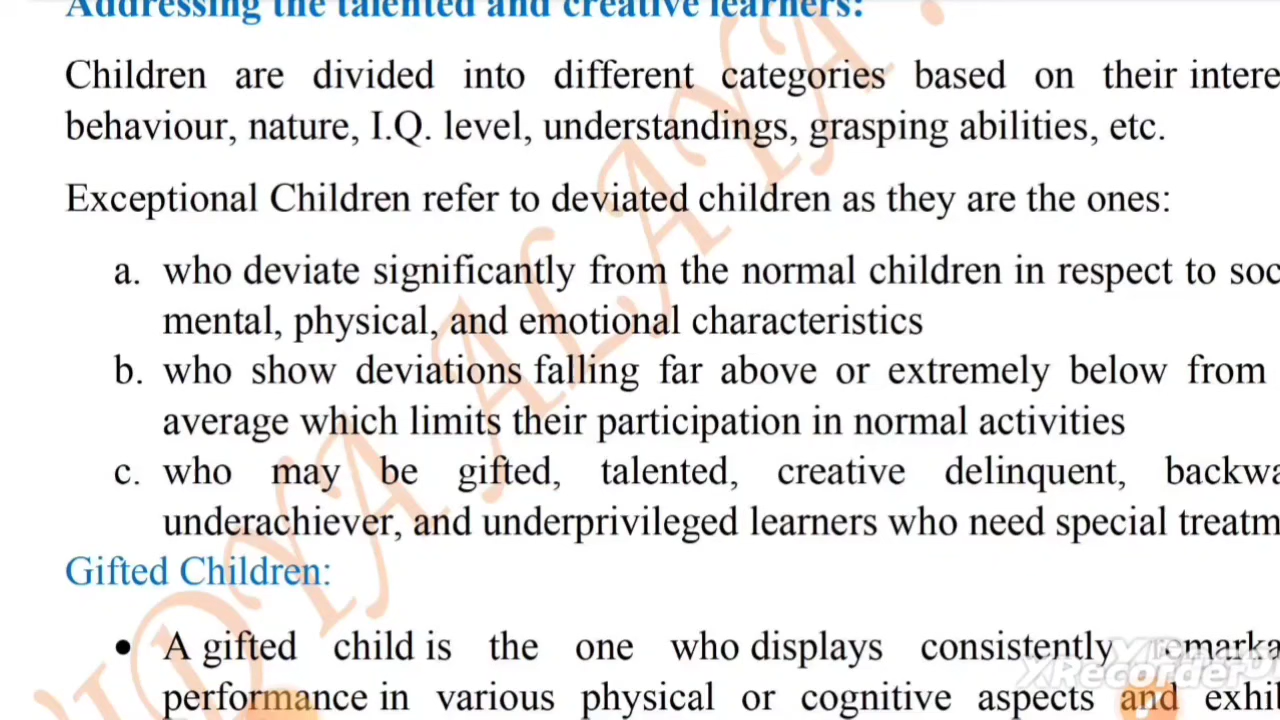 Addressing the talented and creative learners:
Children are divided into different categories based on their intere
behaviour, nature, I.Q. level, understandings, grasping abilities, etc.
Exceptional Children refer to deviated children as they are the ones:
a. who deviate significantly from the normal children in respect to soc
mental, physical, and emotional characteristics
b. who show deviations falling far above or extremely below from
average which limits their participation in normal activities
c. who may be gifted, talented, creative delinquent, backwa
underachiever, and underprivileged learners who need special treatm
Gifted Children:
• A gifted child is the one who displays consistently remarka
performance in various physical or cognitive aspects and exhi
VIDYA ALAYA
XRecorder